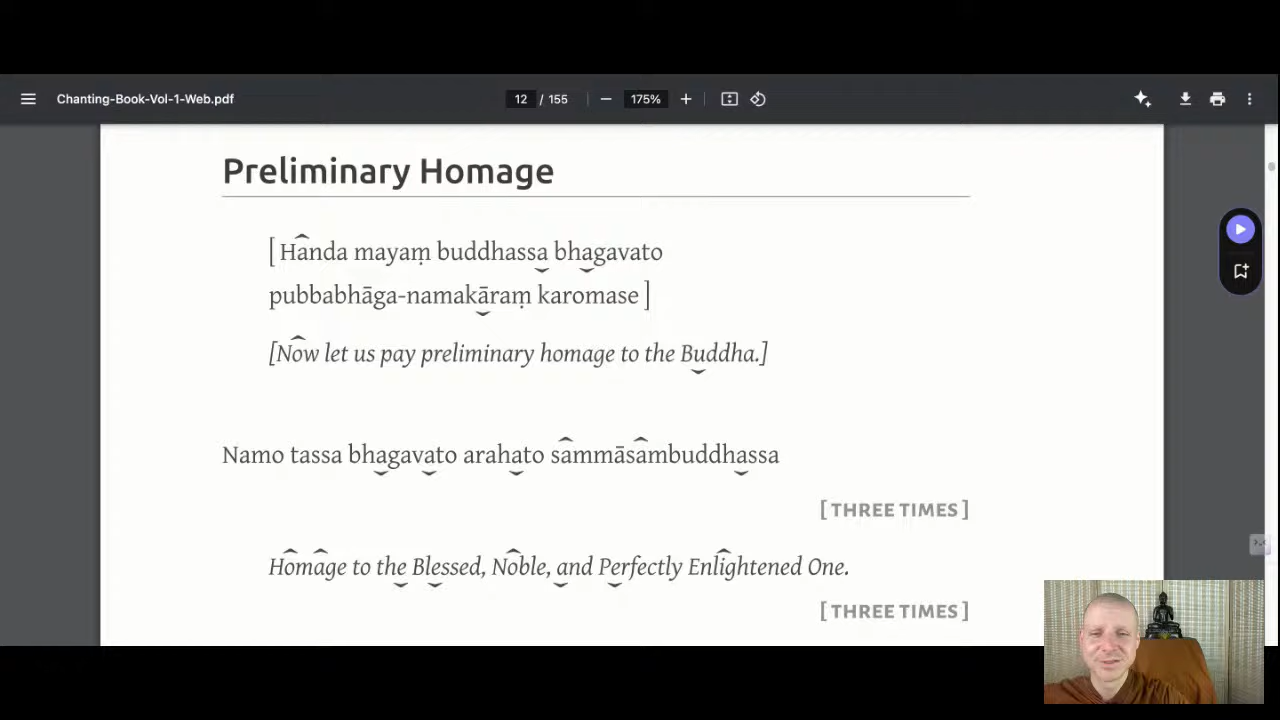 Chanting-Book-Vol-1-Web.pdf
12 / 155
175%
Preliminary Homage
[ Handa mayaṃ buddhassa bhagavato
pubbabhāga-namakāraṃ karomase ]
[Now let us pay preliminary homage to the Buddha.]
Namo tassa bhagavato arahato sammāsambuddhassa
[ THREE TIMES ]
Homage to the Blessed, Noble, and Perfectly Enlightened One.
[ THREE TIMES ]